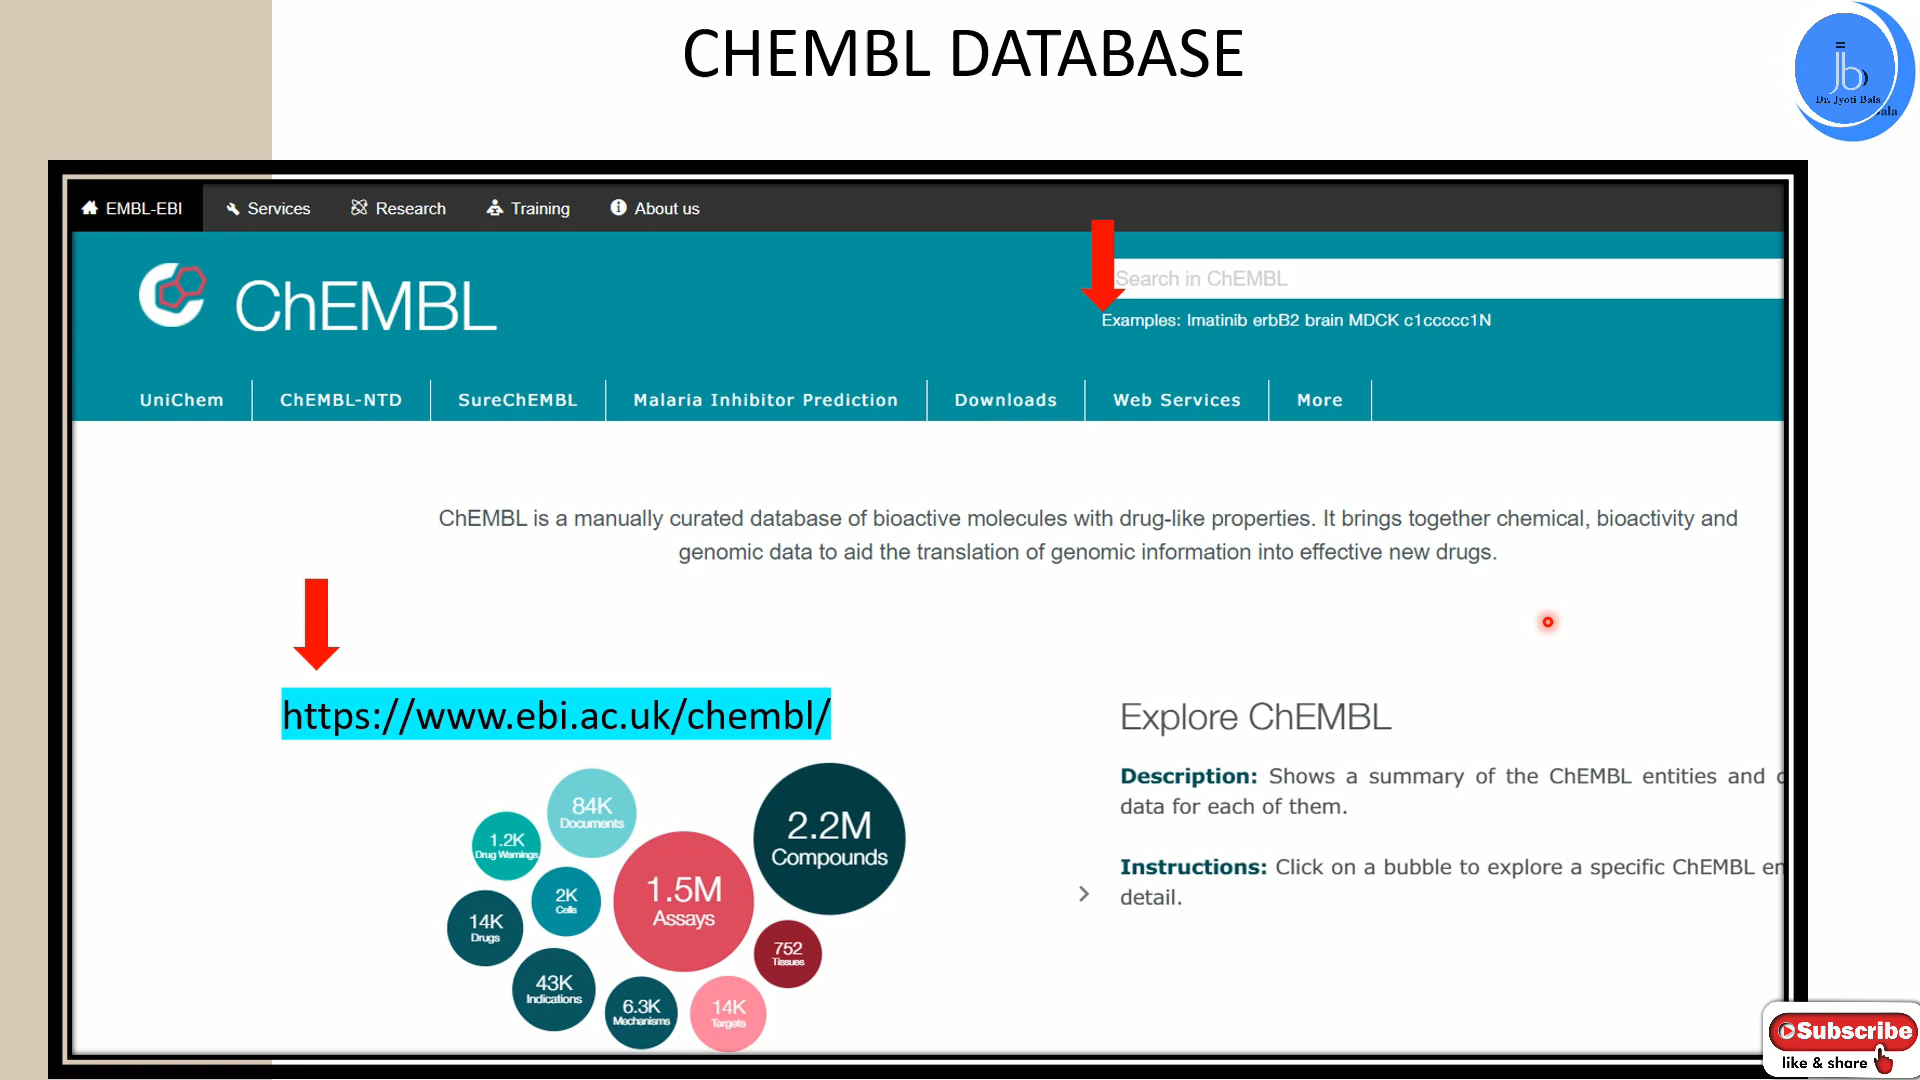 CHEMBL DATABASE
Dr. Jyoti Bala
EMBL-EBI
Services
Research
Training
About us
ChEMBL
Search in ChEMBL
Examples: Imatinib erbB2 brain MDCK c1ccccc1N
UniChem
ChEMBL-NTD
SureChEMBL
Malaria Inhibitor Prediction
Downloads
Web Services
More
ChEMBL is a manually curated database of bioactive molecules with drug-like properties. It brings together chemical, bioactivity and
genomic data to aid the translation of genomic information into effective new drugs.
https://www.ebi.ac.uk/chembl/
84K
Documents
2.2M
Compounds
1.2K
Drug Warnings
2K
Cells
1.5M
Assays
14K
Drugs
752
Tissues
43K
Indications
6.3K
Mechanisms
14K
Targets
Explore ChEMBL
Description: Shows a summary of the ChEMBL entities and
data for each of them.
Instructions: Click on a bubble to explore a specific ChEMBL
detail.
Subscribe
like & share